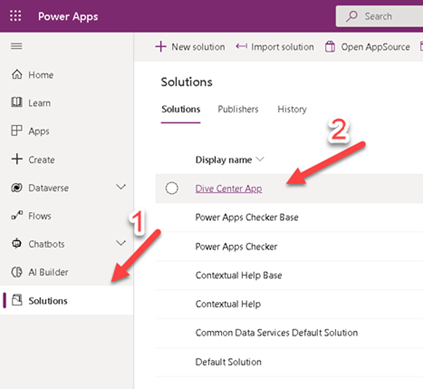 Power Apps
Search
Home
Learn
Apps
Create
Dataverse
Flows
Chatbots
AI Builder
Solutions
New solution
Import solution
Open AppSource
Solutions
Solutions Publishers History
Display name
Dive Center App
Power Apps Checker Base
Power Apps Checker
Contextual Help Base
Contextual Help
Common Data Services Default Solution
Default Solution
1
2